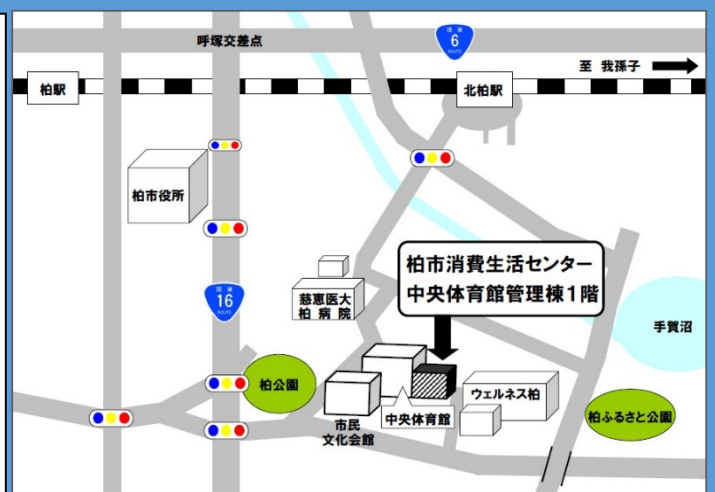 呼塚交差点
国道
6
ROUTE
至 我孫子
柏駅
北柏駅
柏市役所
柏市消費生活センター
中央体育館管理棟1階
国道
16
ROUTE
慈恵医大
柏病院
手賀沼
柏公園
ウェルネス柏
市民
文化会館
中央体育館
柏ふるさと公園